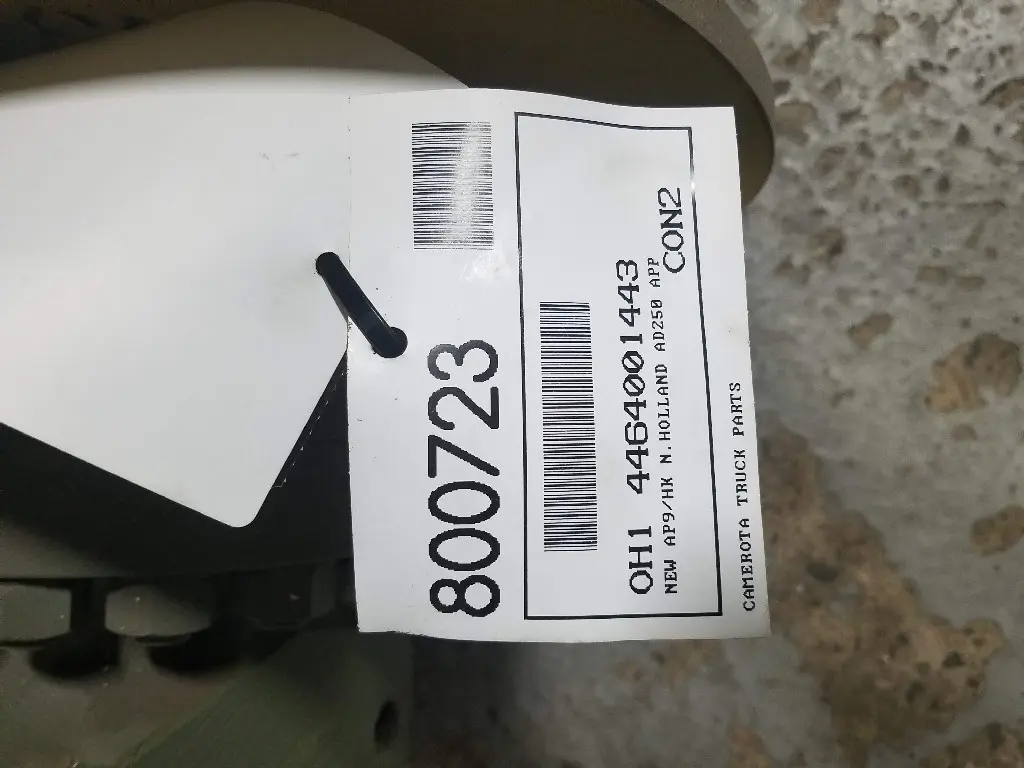 800723
OH1 4464001443
NEW AP9/HK N.HOLLAND AD250 APP
CON2
CAMEROTA TRUCK PARTS